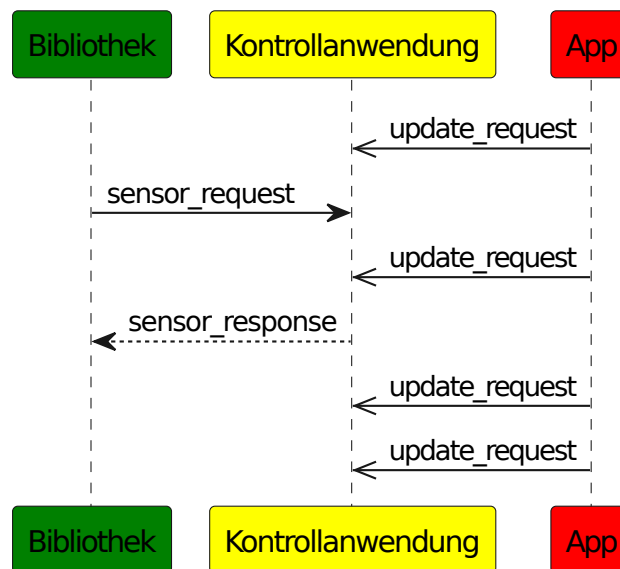 Bibliothek Kontrollanwendung App
update_request
sensor_request
update_request
sensor_response
update_request
update_request
Bibliothek Kontrollanwendung App